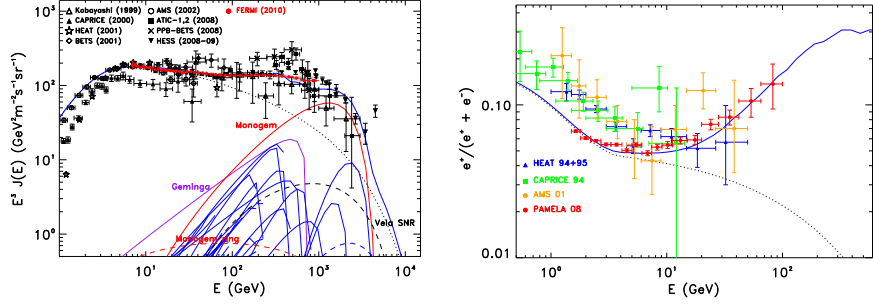 Kobayashi (1999)
CAPRICE (2000)
HEAT (2001)
BETS (2001)
AMS (2002)
ATIC-1,2 (2008)
PPB-BETS (2008)
HESS (2008-09)
FERMI (2010)
E³ J(E) (GeV²m⁻²s⁻¹sr⁻¹)
10³
10²
10¹
10⁰
Monogem
Geminga
Vela SNR
10¹ 10² 10³ 10⁴
E (GeV)
e⁺/(e⁺ + e⁻)
0.10
0.01
HEAT 94+95
CAPRICE 94
AMS 01
PAMELA 08
10⁰ 10¹ 10²
E (GeV)